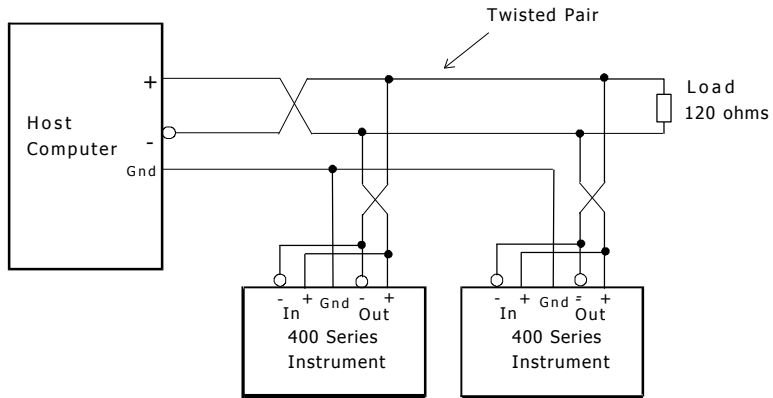 Twisted Pair
Host
Computer
+
-
Gnd
Load
120 ohms
- + Gnd - +
In Out
400 Series
Instrument
- + Gnd - +
In Out
400 Series
Instrument